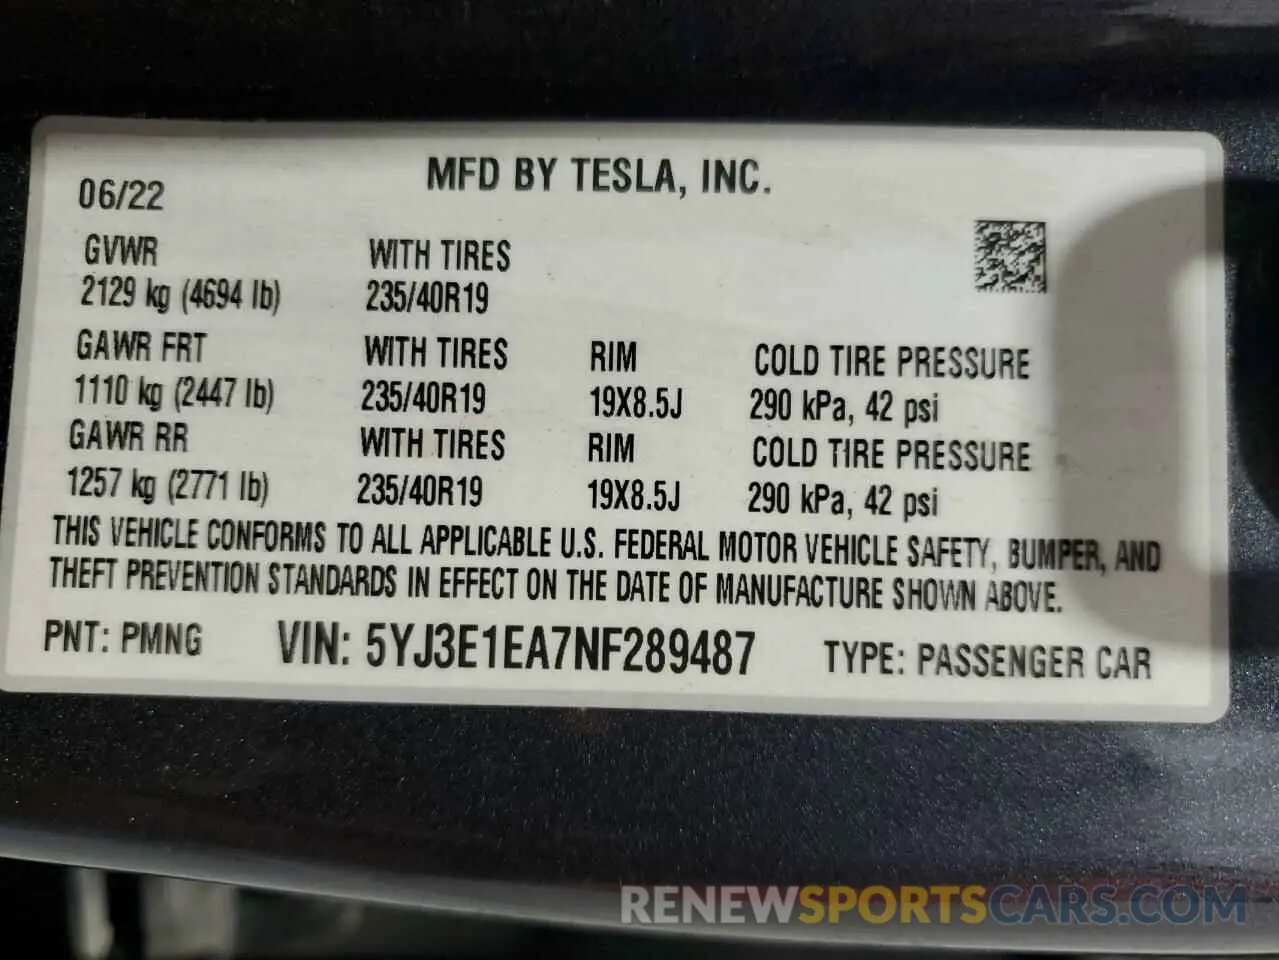 MFD BY TESLA, INC.
06/22
GVWR WITH TIRES
2129 kg (4694 lb) 235/40R19
GAWR FRT WITH TIRES RIM COLD TIRE PRESSURE
1110 kg (2447 lb) 235/40R19 19X8.5J 290 kPa, 42 psi
GAWR RR WITH TIRES RIM COLD TIRE PRESSURE
1257 kg (2771 lb) 235/40R19 19X8.5J 290 kPa, 42 psi
THIS VEHICLE CONFORMS TO ALL APPLICABLE U.S. FEDERAL MOTOR VEHICLE SAFETY, BUMPER, AND
THEFT PREVENTION STANDARDS IN EFFECT ON THE DATE OF MANUFACTURE SHOWN ABOVE.
PNT: PMNG VIN: 5YJ3E1EA7NF289487 TYPE: PASSENGER CAR
RENEWSPORTSCARS.COM